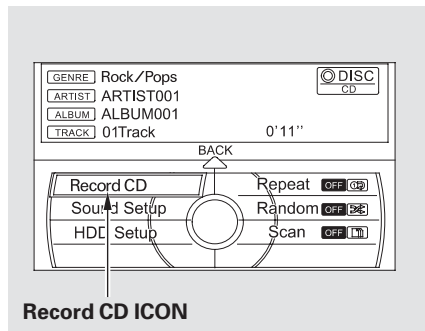 GENRE Rock/Pops
DISC
CD
ARTIST ARTIST001
ALBUM ALBUM001
TRACK 01Track 0'11''
BACK
Record CD
Repeat OFF
Sound Setup
Random OFF
HDD Setup
Scan OFF
Record CD ICON